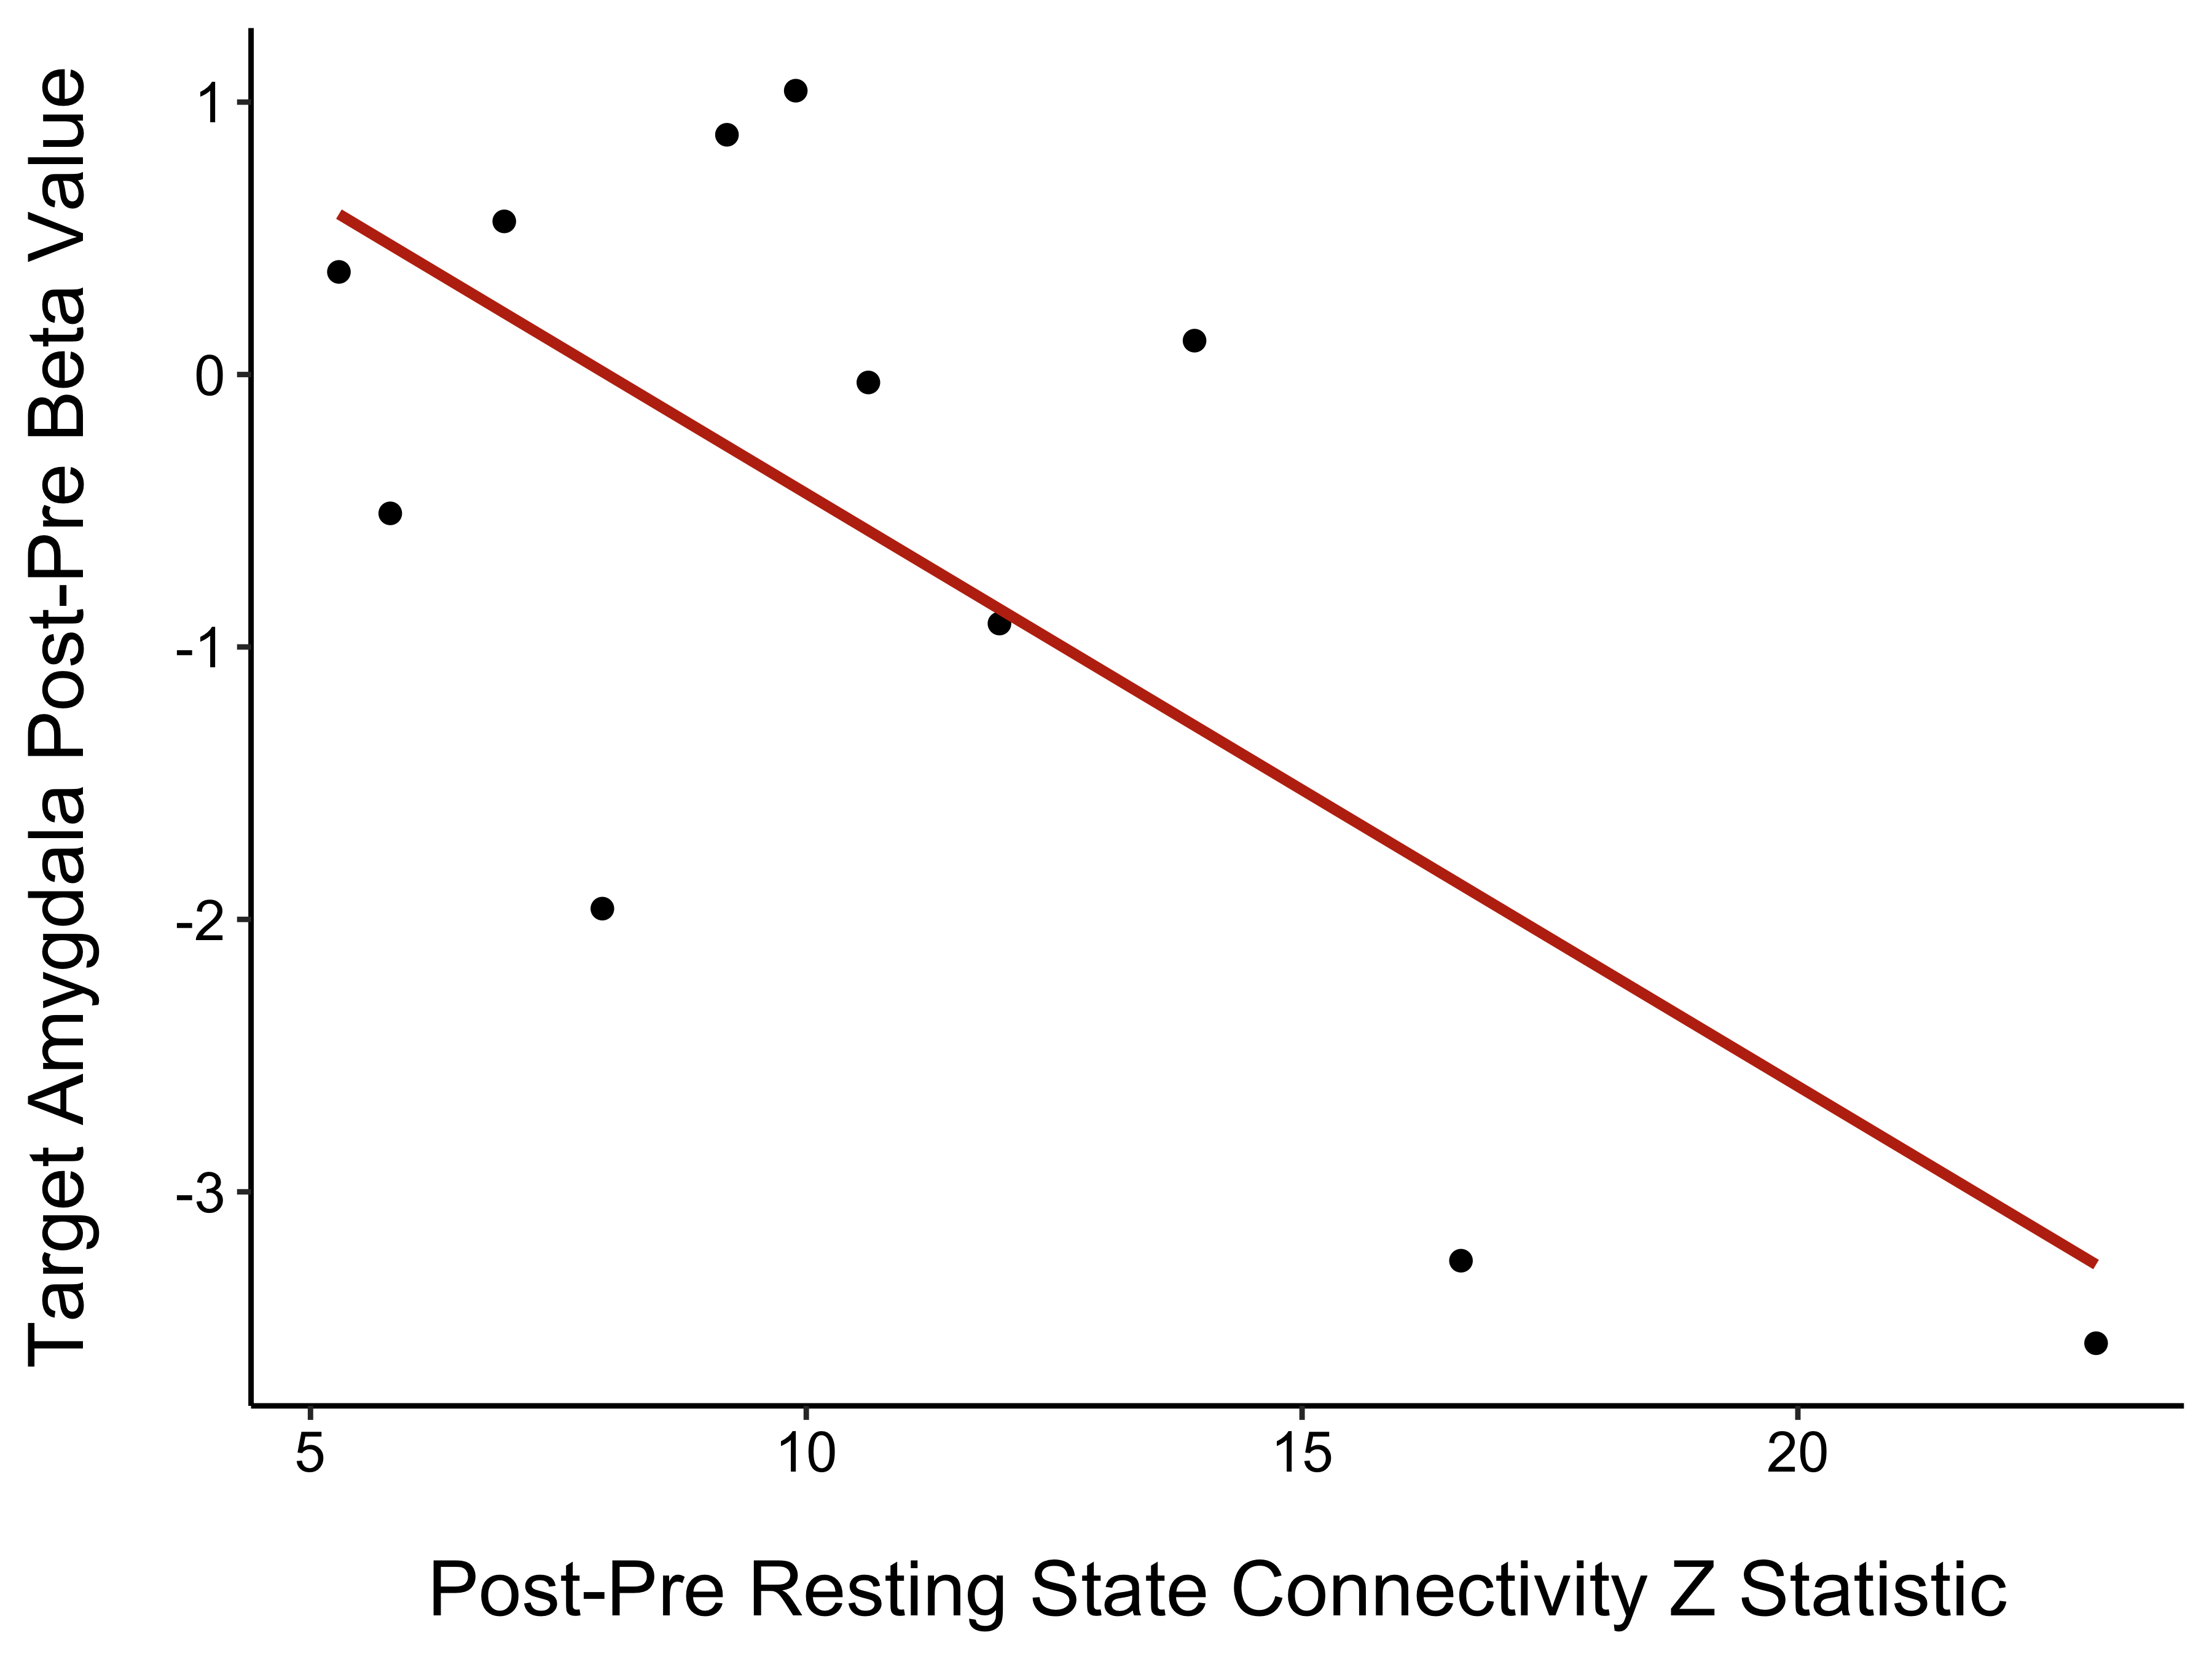 Target Amygdala Post-Pre Beta Value
1
0
-1
-2
-3
5 10 15 20
Post-Pre Resting State Connectivity Z Statistic